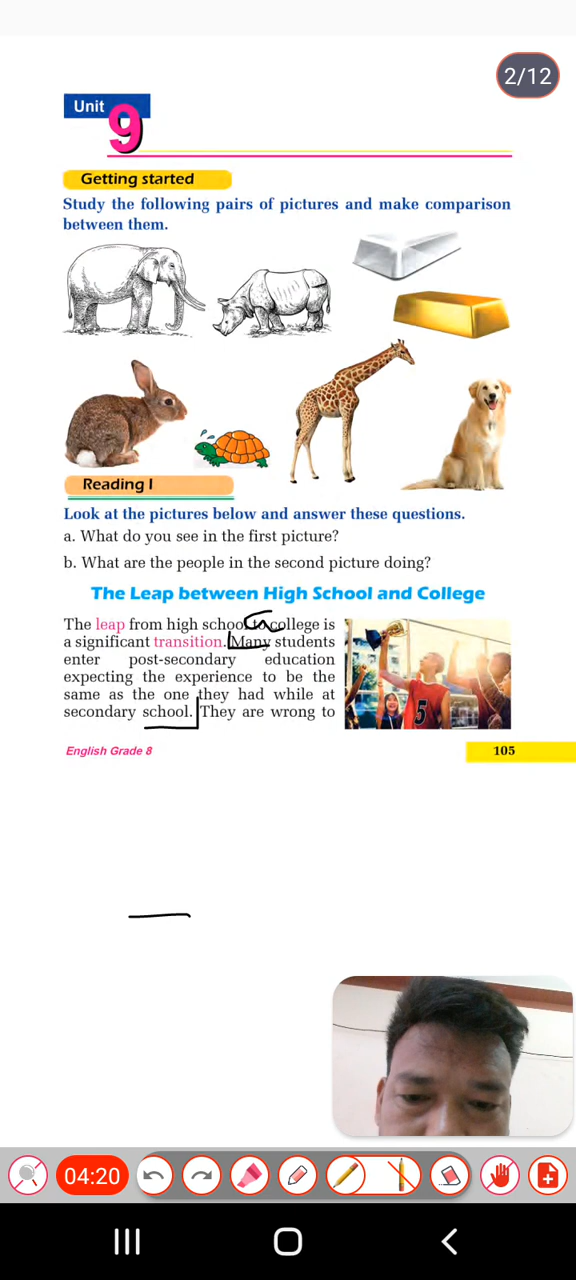 2/12
Unit
9
Getting started
Study the following pairs of pictures and make comparison
between them.
Reading I
Look at the pictures below and answer these questions.
a. What do you see in the first picture?
b. What are the people in the second picture doing?
The Leap between High School and College
The leap from high school to college is
a significant transition. Many students
enter post-secondary education
expecting the experience to be the
same as the one they had while at
secondary school. They are wrong to
5
English Grade 8
105
04:20